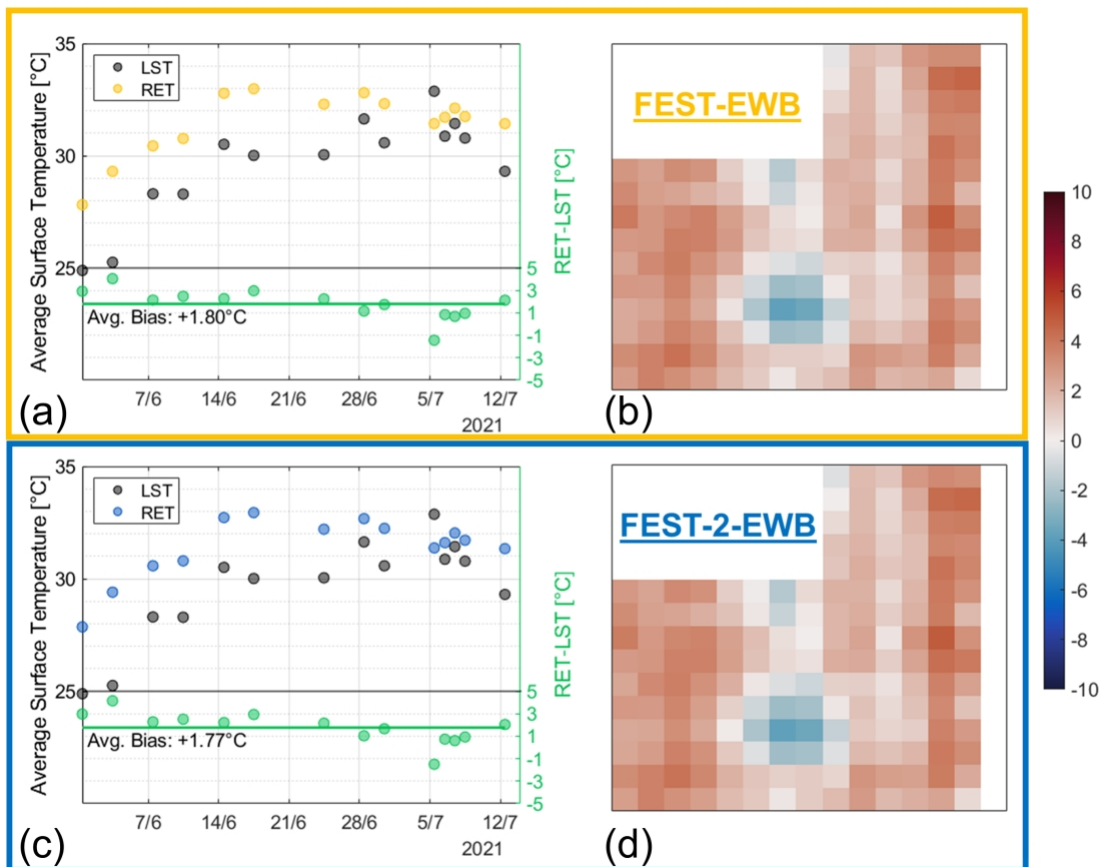 35
LST
RET
30
25
Average Surface Temperature [°C]
RET-LST [°C]
5
3
1
-1
-3
-5
Avg. Bias: +1.80°C
7/6
14/6
21/6
28/6
5/7
12/7
2021
(a)
FEST-EWB
(b)
35
LST
RET
30
25
Average Surface Temperature [°C]
RET-LST [°C]
5
3
1
-1
-3
-5
Avg. Bias: +1.77°C
7/6
14/6
21/6
28/6
5/7
12/7
2021
(c)
FEST-2-EWB
(d)
10
8
6
4
2
0
-2
-4
-6
-8
-10